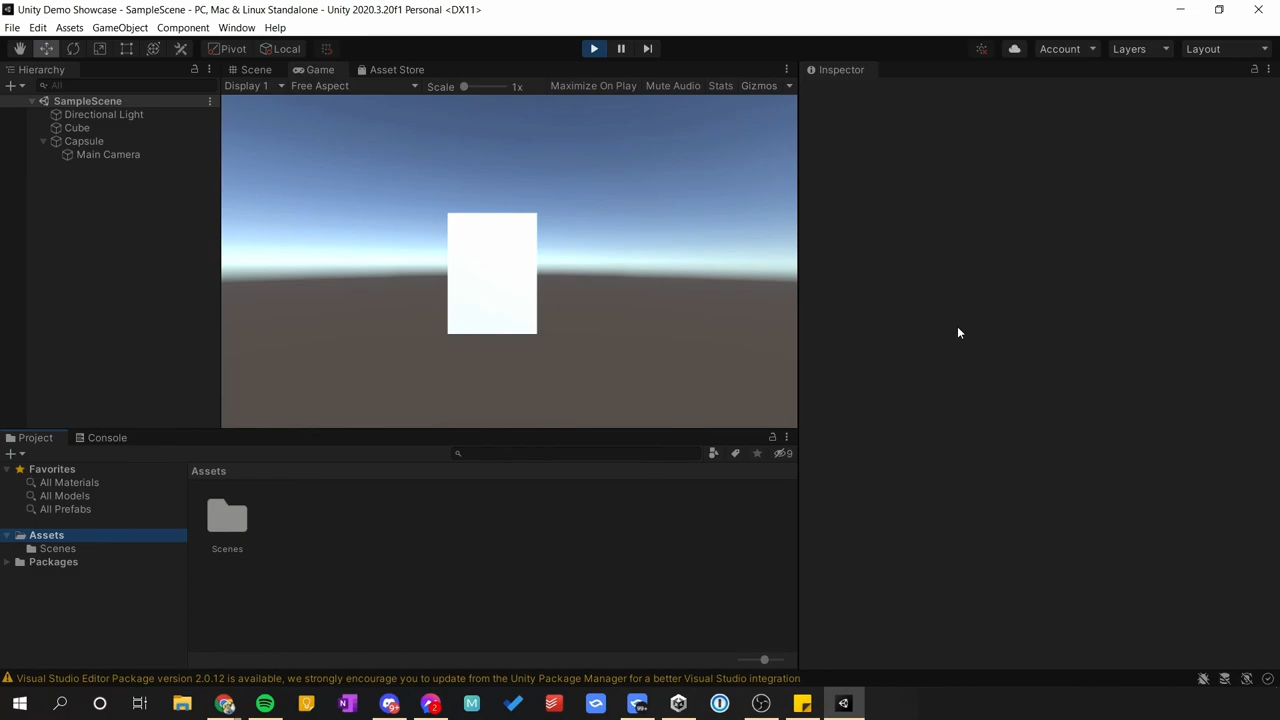 Unity Demo Showcase - SampleScene - PC, Mac & Linux Standalone - Unity 2020.3.20f1 Personal <DX11>
File Edit Assets GameObject Component Window Help
Pivot Local Account Layers Layout
Hierarchy Scene Game Asset Store Inspector
All Display 1 Free Aspect Scale 1x Maximize On Play Mute Audio Stats Gizmos
SampleScene
Directional Light
Cube
Capsule
Main Camera
Project Console
9
Favorites Assets
All Materials
All Models
All Prefabs
Assets
Scenes Scenes
Packages
Visual Studio Editor Package version 2.0.12 is available, we strongly encourage you to update from the Unity Package Manager for a better Visual Studio integration
2 99+